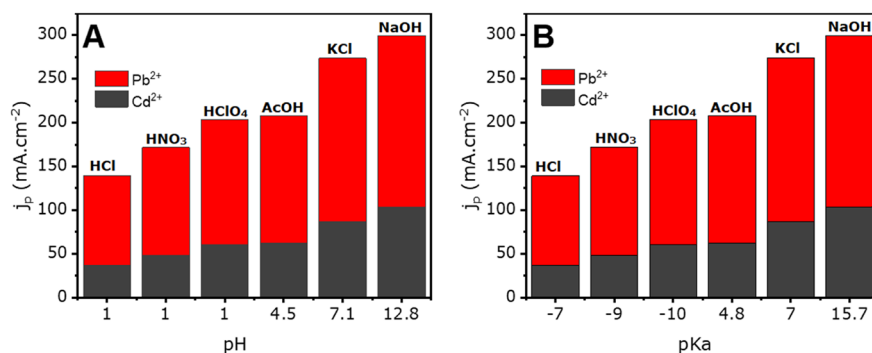 A
300
250
200
150
100
50
0
jₚ (mA.cm⁻²)
Pb²⁺
Cd²⁺
HCl
HNO₃
HClO₄
AcOH
KCl
NaOH
1 1 1 4.5 7.1 12.8
pH
B
300
250
200
150
100
50
0
jₚ (mA.cm⁻²)
Pb²⁺
Cd²⁺
HCl
HNO₃
HClO₄
AcOH
KCl
NaOH
-7 -9 -10 4.8 7 15.7
pKa